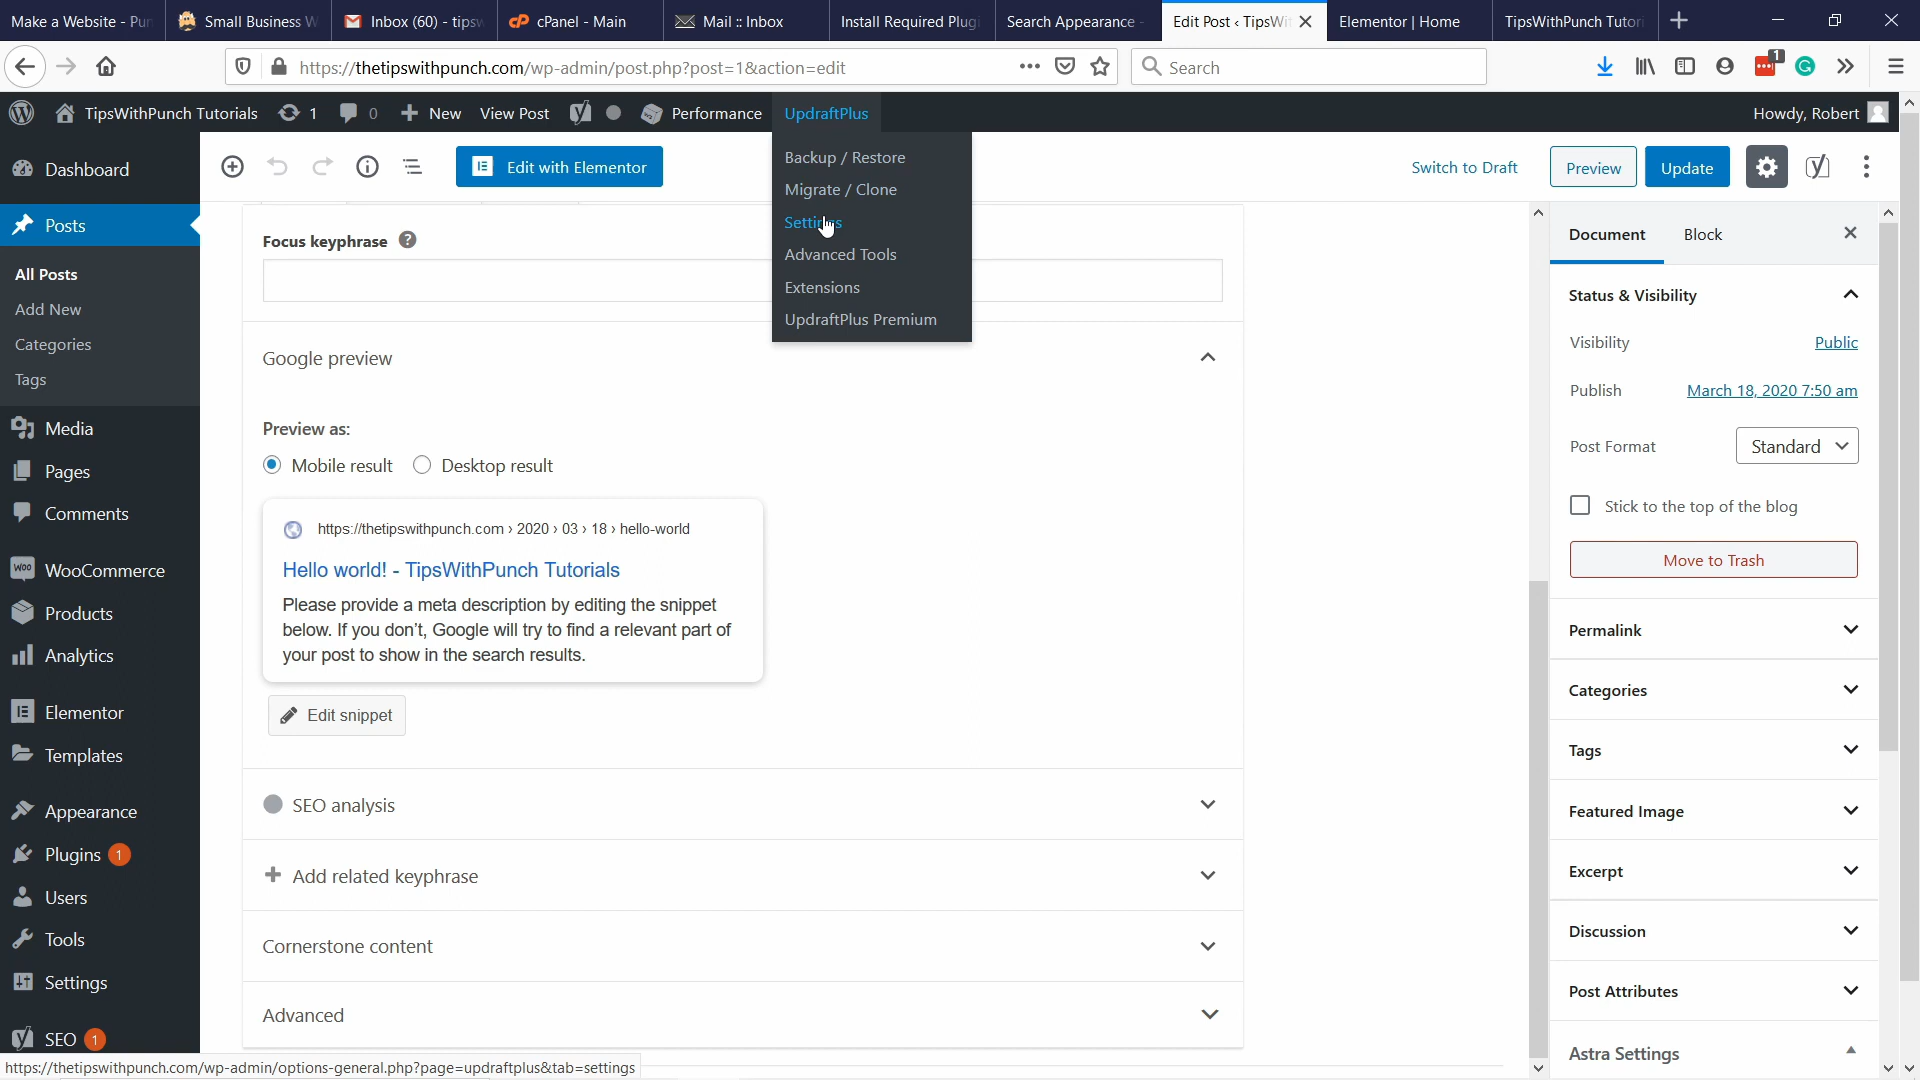 Make a Website - Pun
Small Business W
Inbox (60) - tipsw
cPanel - Main
Mail :: Inbox
Install Required Plugi
Search Appearance -
Edit Post ‹ TipsWi
Elementor | Home
TipsWithPunch Tutori
https://thetipswithpunch.com/wp-admin/post.php?post=1&action=edit
Search
1
TipsWithPunch Tutorials
1
0
New
View Post
Performance
UpdraftPlus
Howdy, Robert
Backup / Restore
Migrate / Clone
Settings
Advanced Tools
Extensions
UpdraftPlus Premium
Dashboard
Posts
All Posts
Add New
Categories
Tags
Media
Pages
Comments
WooCommerce
Products
Analytics
Elementor
Templates
Appearance
Plugins 1
Users
Tools
Settings
SEO 1
Edit with Elementor
Switch to Draft
Preview
Update
Focus keyphrase ?
Google preview
Preview as:
Mobile result
Desktop result
https://thetipswithpunch.com › 2020 › 03 › 18 › hello-world
Hello world! - TipsWithPunch Tutorials
Please provide a meta description by editing the snippet
below. If you don't, Google will try to find a relevant part of
your post to show in the search results.
Edit snippet
SEO analysis
Add related keyphrase
Cornerstone content
Advanced
Document
Block
Status & Visibility
Visibility
Public
Publish
March 18, 2020 7:50 am
Post Format
Standard
Stick to the top of the blog
Move to Trash
Permalink
Categories
Tags
Featured Image
Excerpt
Discussion
Post Attributes
Astra Settings
https://thetipswithpunch.com/wp-admin/options-general.php?page=updraftplus&tab=settings